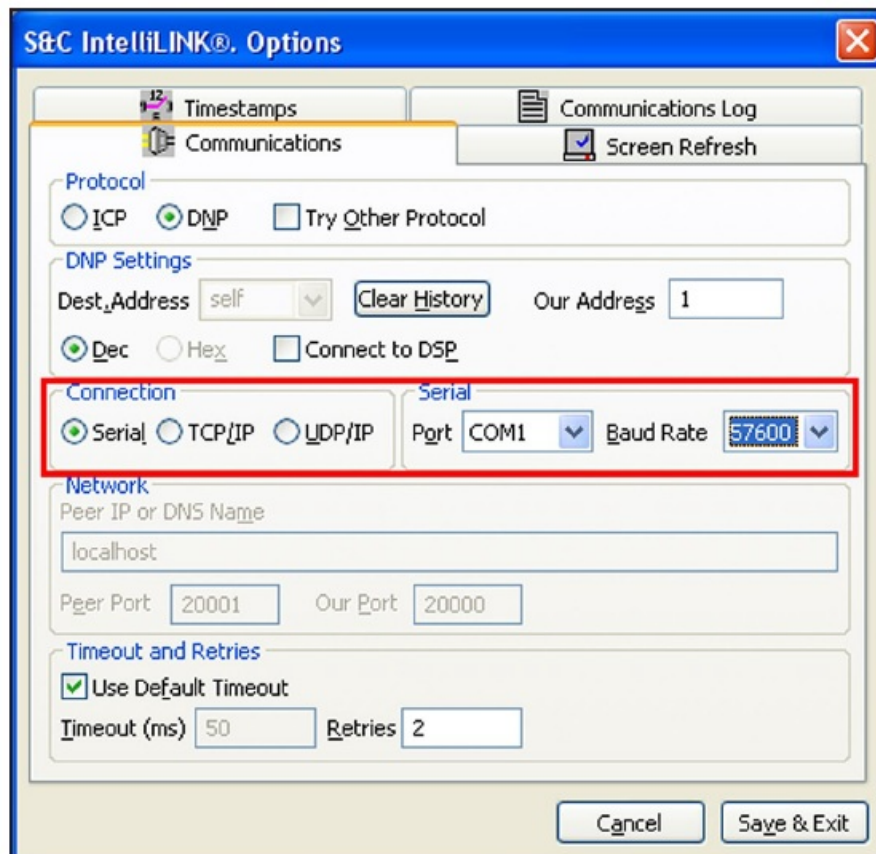 S&C IntelliLINK®. Options
Timestamps Communications Log
Communications Screen Refresh
Protocol
ICP DNP Try Other Protocol
DNP Settings
Dest.Address self Clear History Our Address 1
Dec Hex Connect to DSP
Connection Serial
Serial TCP/IP UDP/IP Port COM1 Baud Rate 57600
Network
Peer IP or DNS Name
localhost
Peer Port 20001 Our Port 20000
Timeout and Retries
Use Default Timeout
Timeout (ms) 50 Retries 2
Cancel Save & Exit